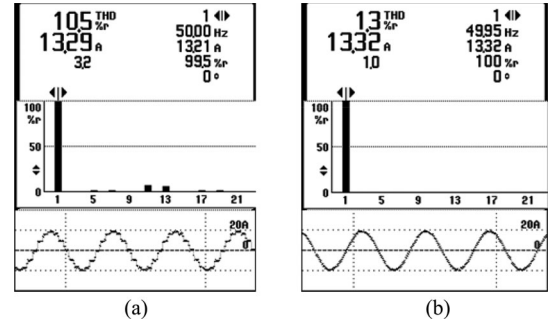 10,5 THD %r
13,29 A
3,2
1
50,00 Hz
13,21 A
99,5 %r
0 °
100
%r
50
0
1 5 9 13 17 21
20A
0
(a)
1,3 THD %r
13,32 A
1,0
1
49,95 Hz
13,32 A
100 %r
0 °
100
%r
50
0
1 5 9 13 17 21
20A
0
(b)